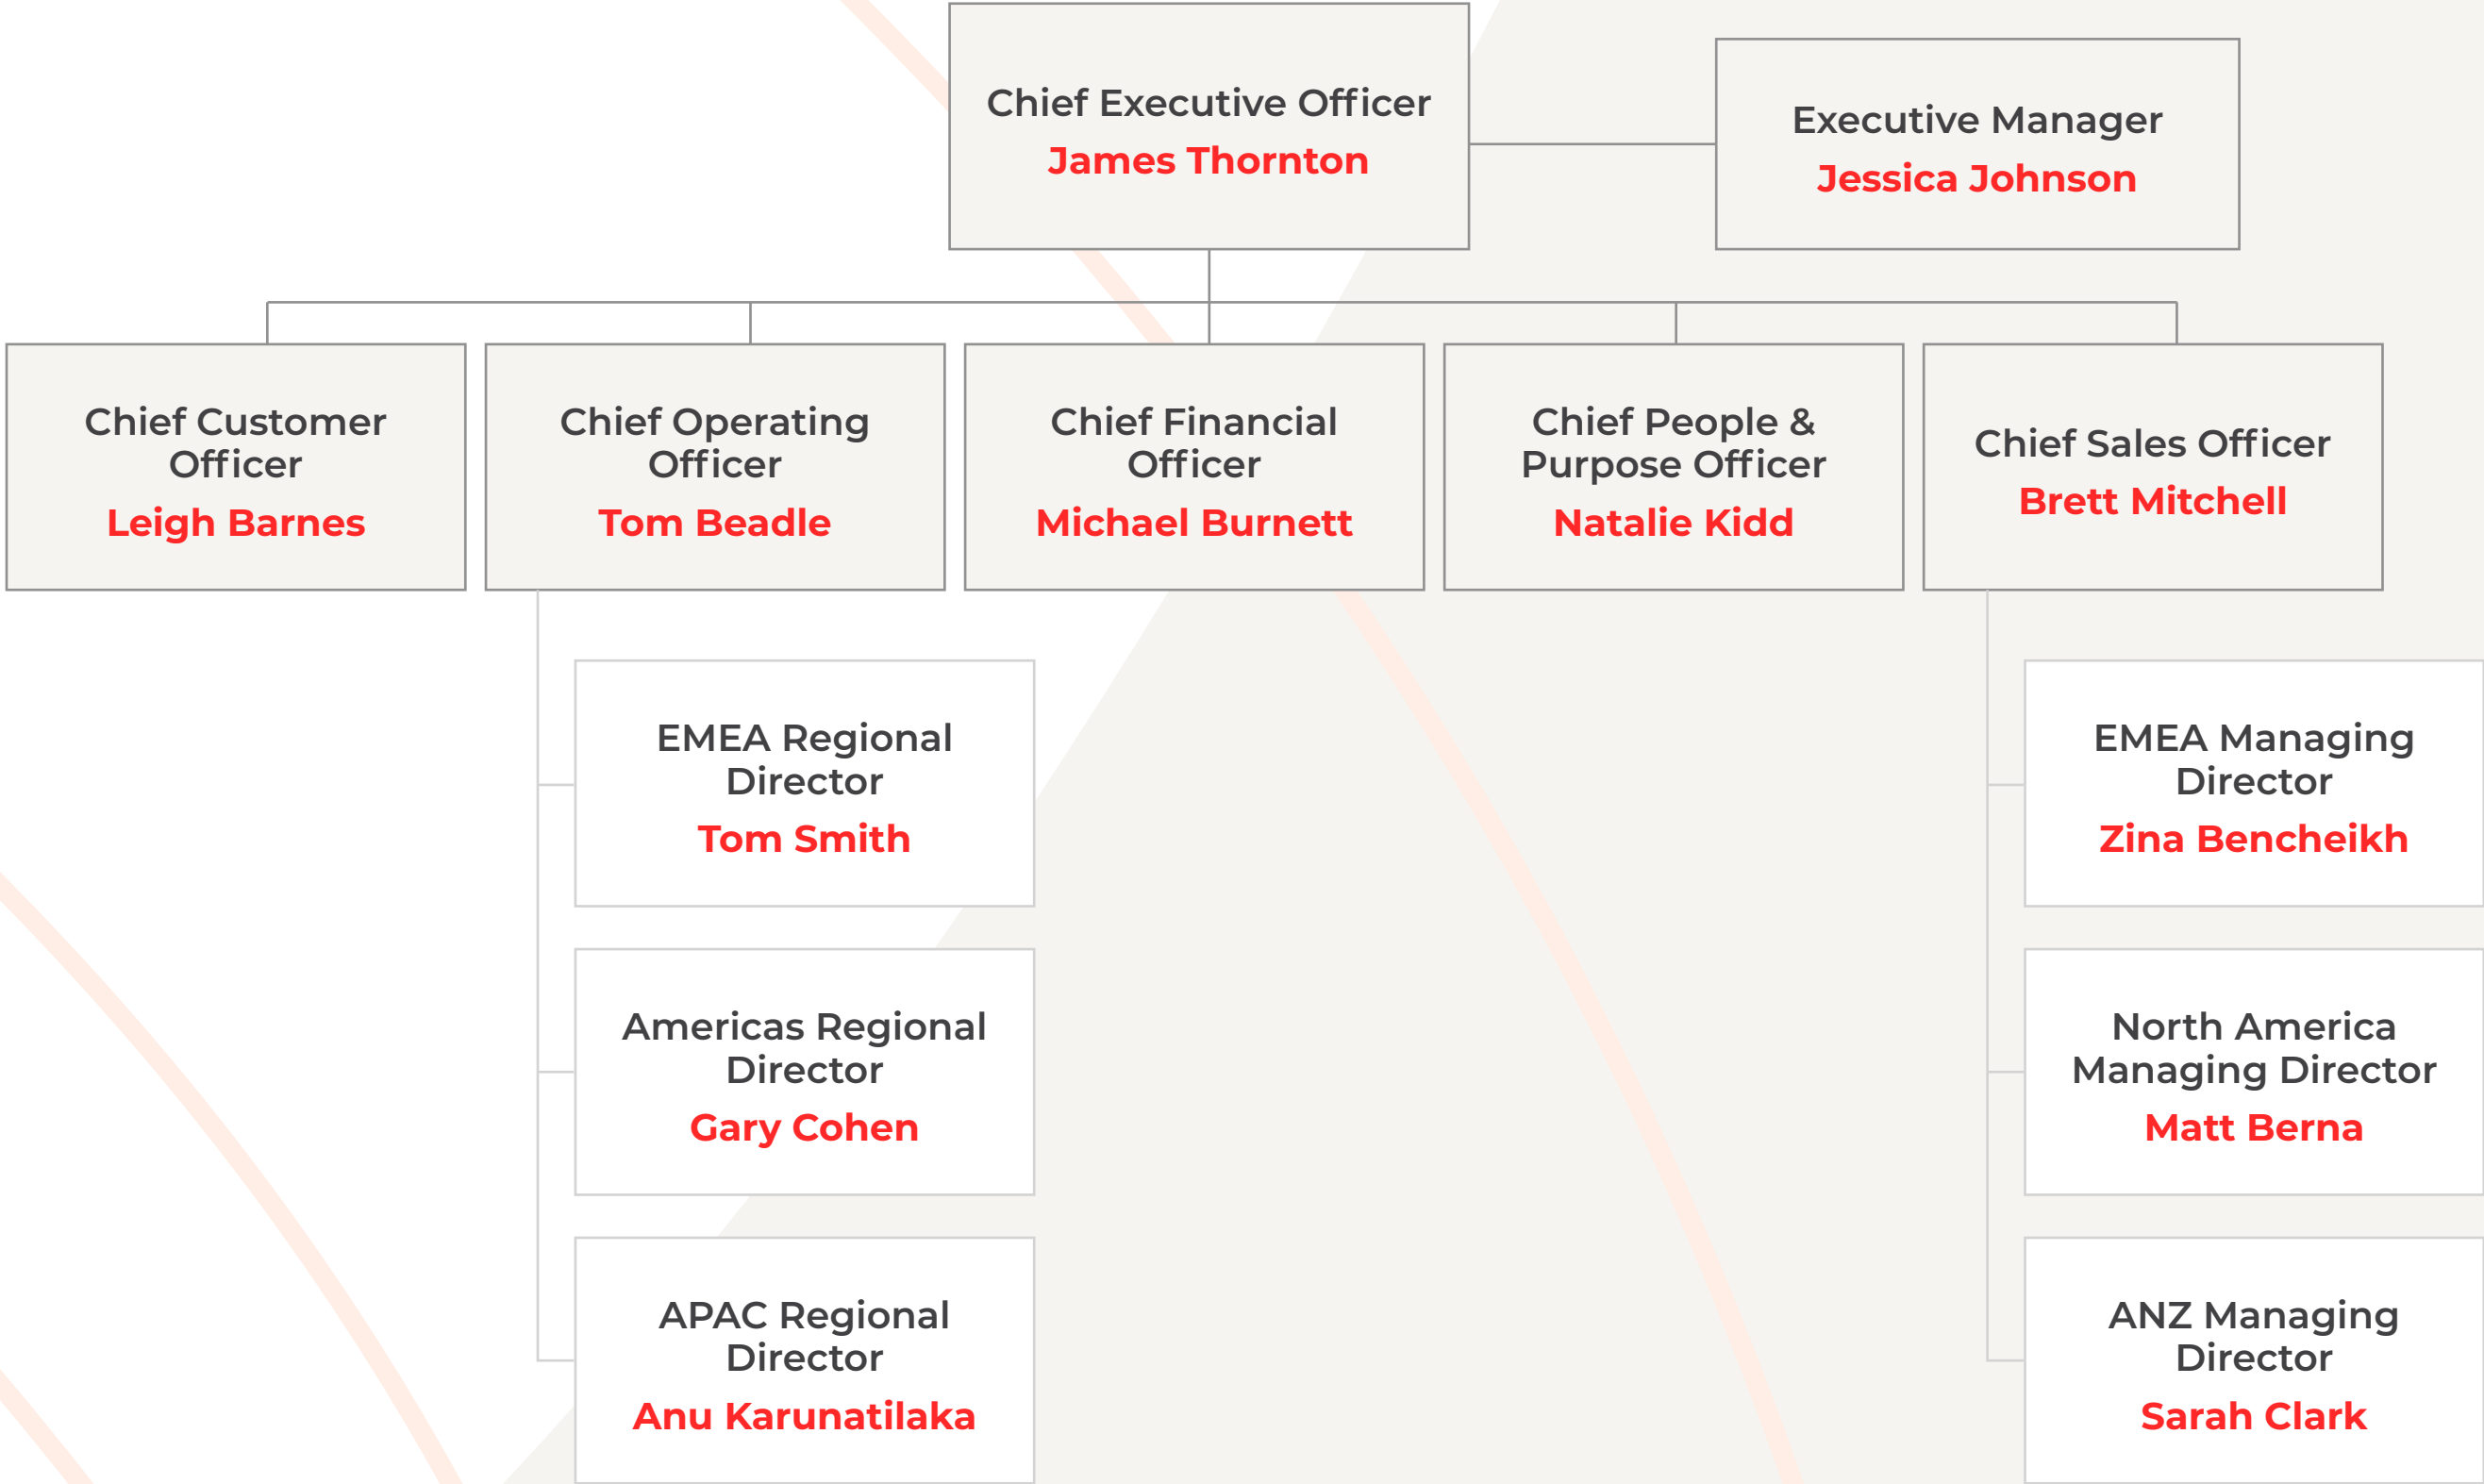 Chief Executive Officer
James Thornton
Executive Manager
Jessica Johnson
Chief Customer
Officer
Leigh Barnes
Chief Operating
Officer
Tom Beadle
Chief Financial
Officer
Michael Burnett
Chief People &
Purpose Officer
Natalie Kidd
Chief Sales Officer
Brett Mitchell
EMEA Regional
Director
Tom Smith
Americas Regional
Director
Gary Cohen
APAC Regional
Director
Anu Karunatilaka
EMEA Managing
Director
Zina Bencheikh
North America
Managing Director
Matt Berna
ANZ Managing
Director
Sarah Clark